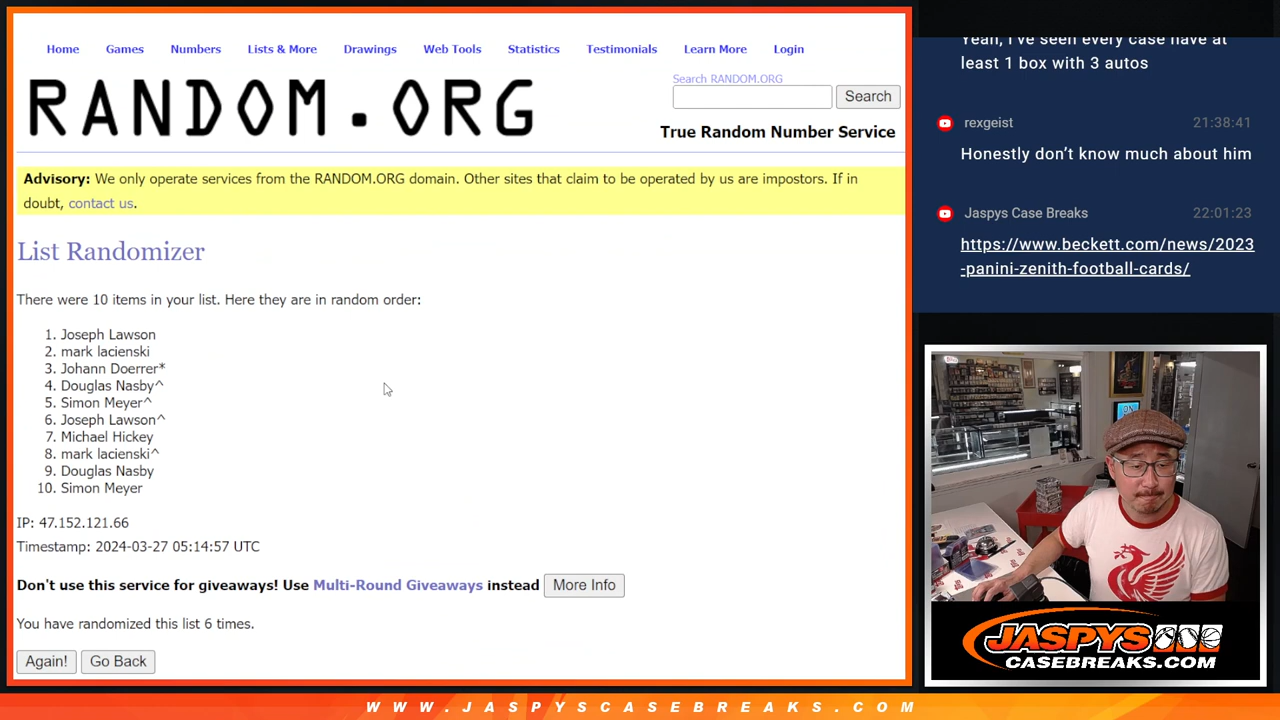 Home Games Numbers Lists & More Drawings Web Tools Statistics Testimonials Learn More Login
RANDOM.ORG
Search RANDOM.ORG
Search
True Random Number Service
Advisory: We only operate services from the RANDOM.ORG domain. Other sites that claim to be operated by us are impostors. If in
doubt, contact us.
List Randomizer
There were 10 items in your list. Here they are in random order:
1. Joseph Lawson
2. mark lacienski
3. Johann Doerrer*
4. Douglas Nasby^
5. Simon Meyer^
6. Joseph Lawson^
7. Michael Hickey
8. mark lacienski^
9. Douglas Nasby
10. Simon Meyer
IP: 47.152.121.66
Timestamp: 2024-03-27 05:14:57 UTC
Don't use this service for giveaways! Use Multi-Round Giveaways instead More Info
You have randomized this list 6 times.
Again! Go Back
Yeah, I've seen every case have at
least 1 box with 3 autos
rexgeist 21:38:41
Honestly don't know much about him
Jaspys Case Breaks 22:01:23
https://www.beckett.com/news/2023
-panini-zenith-football-cards/
JASPYS
CASEBREAKS.COM
WWW.JASPYSCASEBREAKS.COM